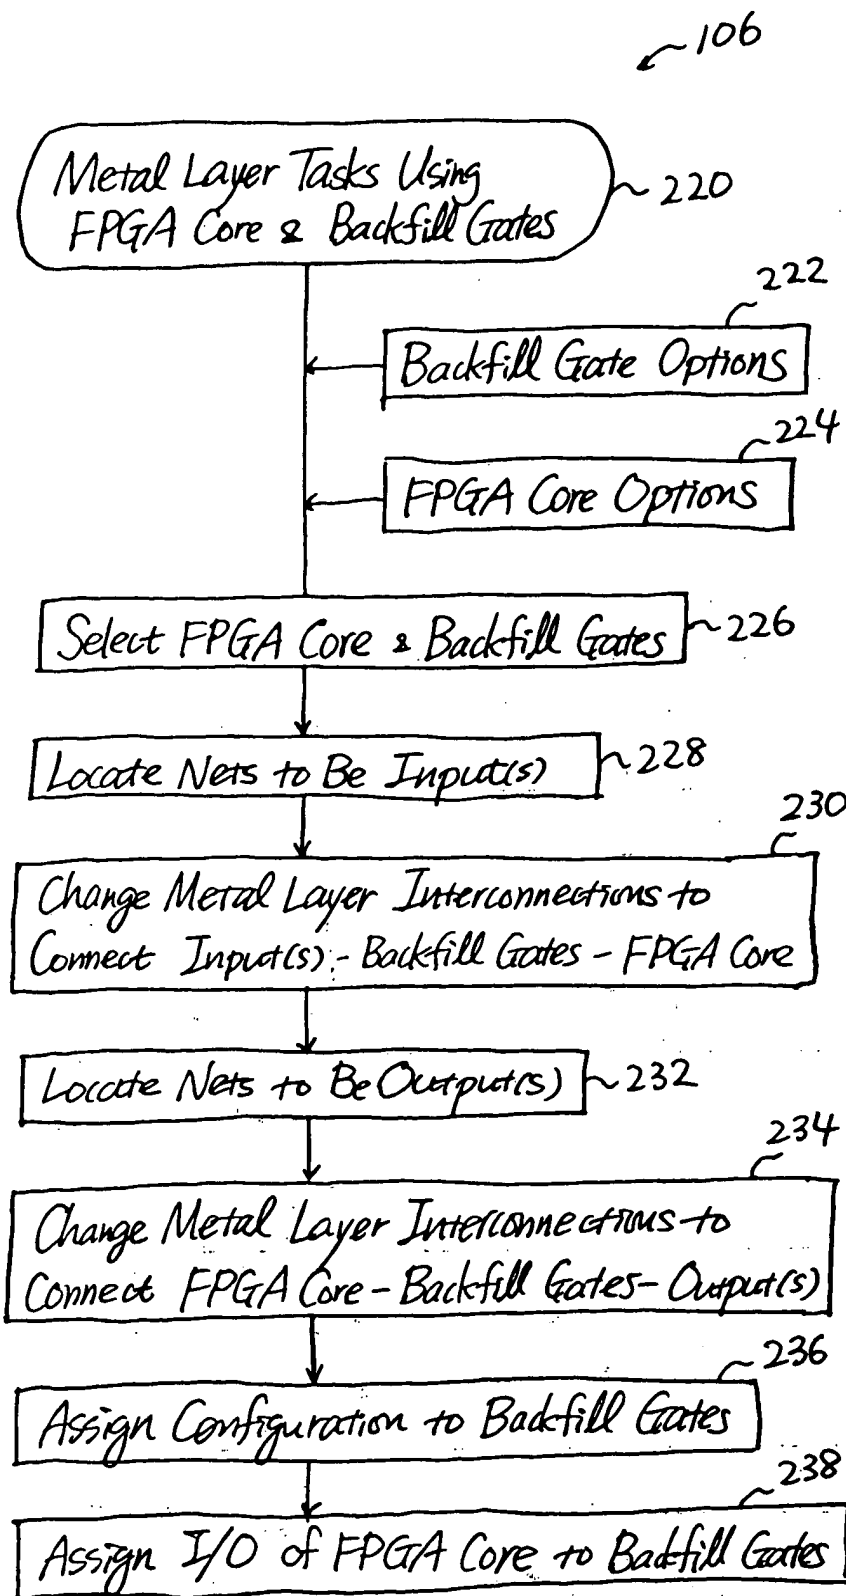 106
Metal Layer Tasks Using
FPGA Core & Backfill Gates
220
222
Backfill Gate Options
224
FPGA Core Options
Select FPGA Core & Backfill Gates
226
Locate Nets to Be Input(s)
228
230
Change Metal Layer Interconnections to
Connect Input(s) - Backfill Gates - FPGA Core
Locate Nets to Be Output(s)
232
234
Change Metal Layer Interconnections to
Connect FPGA Core - Backfill Gates - Output(s)
236
Assign Configuration to Backfill Gates
238
Assign I/O of FPGA Core to Backfill Gates